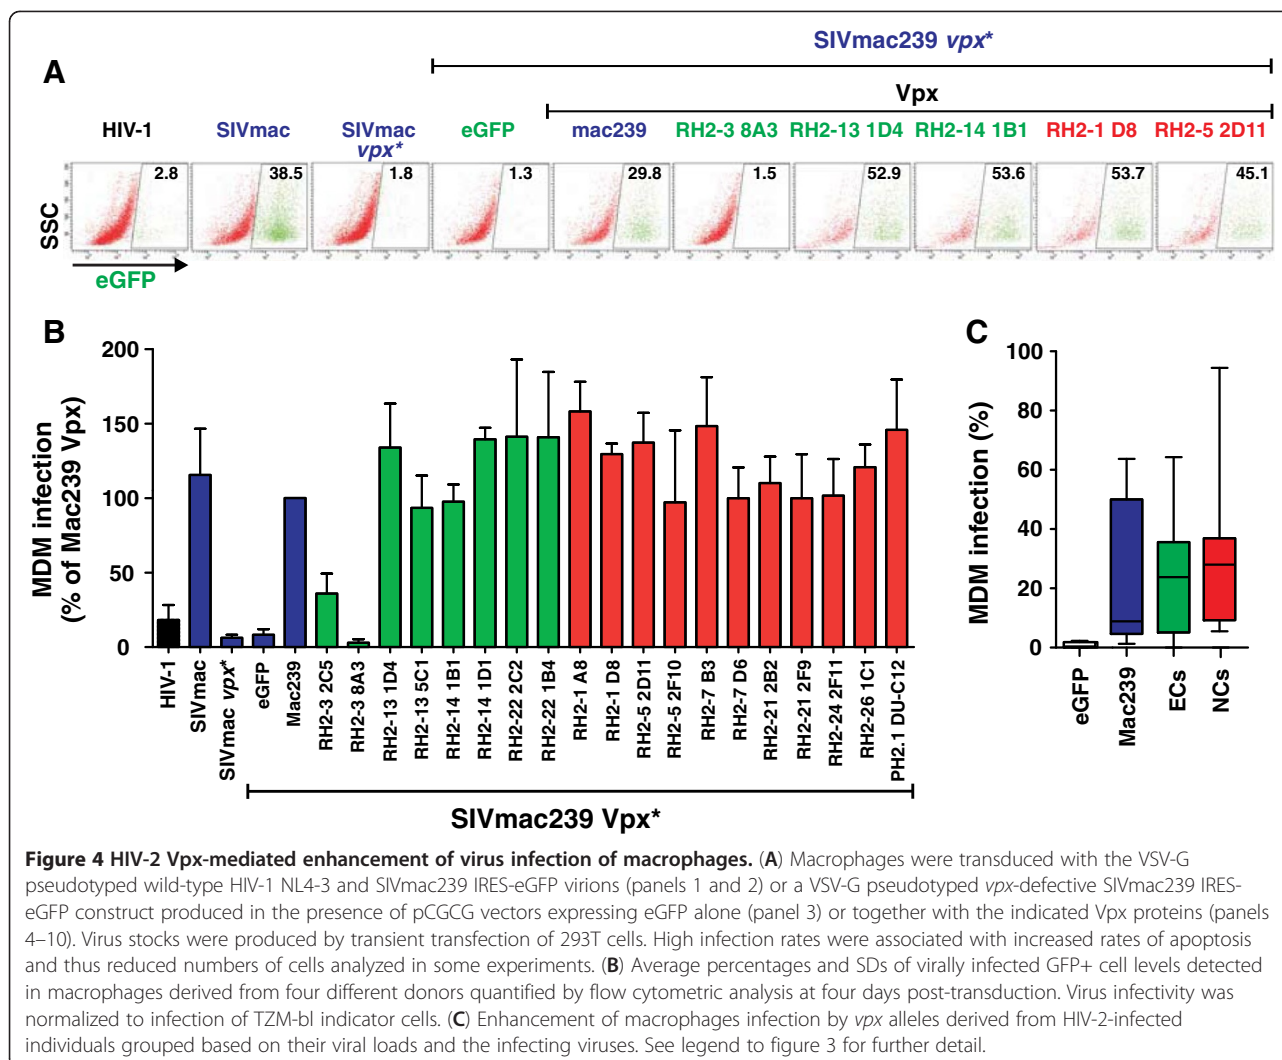 SIVmac239 vpx*
A
Vpx
HIV-1 SIVmac SIVmac vpx* eGFP mac239 RH2-3 8A3 RH2-13 1D4 RH2-14 1B1 RH2-1 D8 RH2-5 2D11
2.8 38.5 1.8 1.3 29.8 1.5 52.9 53.6 53.7 45.1
SSC
eGFP
B
MDM infection
(% of Mac239 Vpx)
200
150
100
50
0
HIV-1
SIVmac
SIVmac vpx*
eGFP
Mac239
RH2-3 2C5
RH2-3 8A3
RH2-13 1D4
RH2-13 5C1
RH2-14 1B1
RH2-14 1D1
RH2-22 2C2
RH2-22 1B4
RH2-1 A8
RH2-1 D8
RH2-5 2D11
RH2-5 2F10
RH2-7 B3
RH2-7 D6
RH2-21 2B2
RH2-21 2F9
RH2-24 2F11
RH2-26 1C1
PH2.1 DU-C12
SIVmac239 Vpx*
C
MDM infection (%)
100
80
60
40
20
0
eGFP
Mac239
ECs
NCs
Figure 4 HIV-2 Vpx-mediated enhancement of virus infection of macrophages. (A) Macrophages were transduced with the VSV-G
pseudotyped wild-type HIV-1 NL4-3 and SIVmac239 IRES-eGFP virions (panels 1 and 2) or a VSV-G pseudotyped vpx-defective SIVmac239 IRES-
eGFP construct produced in the presence of pCGCG vectors expressing eGFP alone (panel 3) or together with the indicated Vpx proteins (panels
4–10). Virus stocks were produced by transient transfection of 293T cells. High infection rates were associated with increased rates of apoptosis
and thus reduced numbers of cells analyzed in some experiments. (B) Average percentages and SDs of virally infected GFP+ cell levels detected
in macrophages derived from four different donors quantified by flow cytometric analysis at four days post-transduction. Virus infectivity was
normalized to infection of TZM-bl indicator cells. (C) Enhancement of macrophages infection by vpx alleles derived from HIV-2-infected
individuals grouped based on their viral loads and the infecting viruses. See legend to figure 3 for further detail.